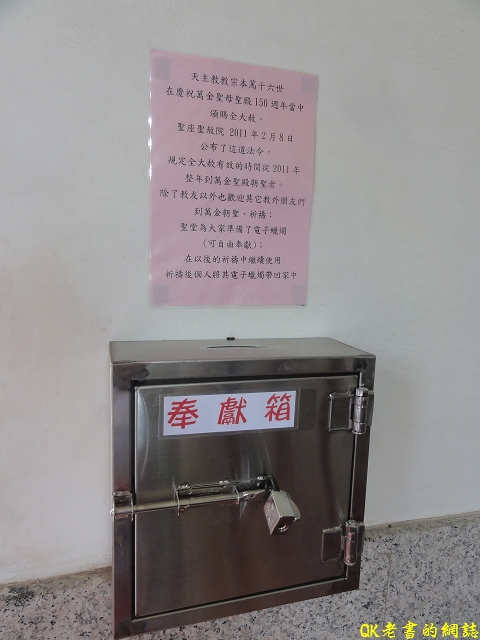 天主教教宗本篤十六世
在慶祝萬金聖母聖殿150週年當中
頒賜全大赦。
聖座聖赦院 2011年2月8日
公布了這道法令，
規定全大赦有效的時間從2011年
整年到萬金聖殿朝聖者。
除了教友以外也歡迎其它教外朋友們
到萬金朝聖，祈禱；
聖堂為大家準備了電子蠟燭
(可自由奉獻)；
在以後的祈禱中繼續使用
祈禱後個人將其電子蠟燭帶回家中
奉獻箱
QK老書的網誌